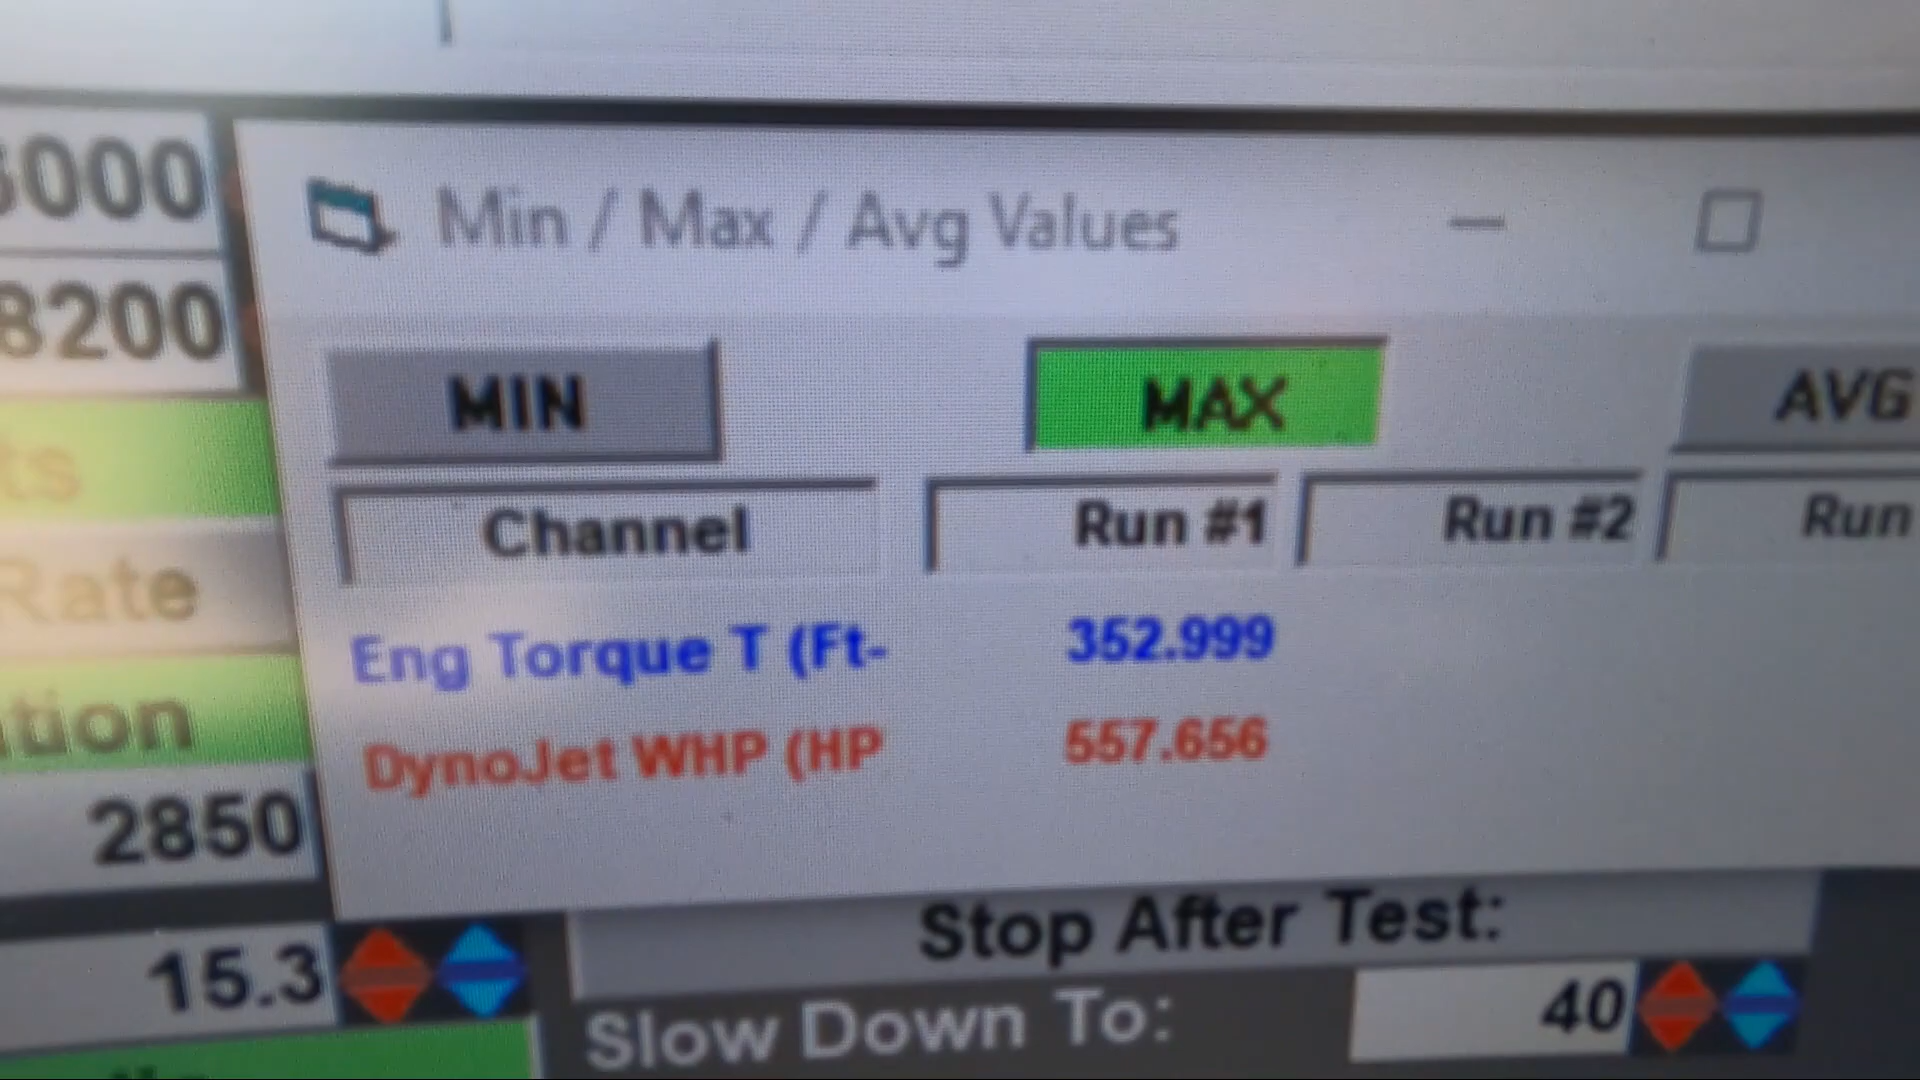 000
8200
Min / Max / Avg Values
MIN MAX AVG
Channel Run #1 Run #2 Run
Eng Torque T (Ft- 352.999
DynoJet WHP (HP 557.656
Rate
2850
15.3
Stop After Test:
Slow Down To: 40